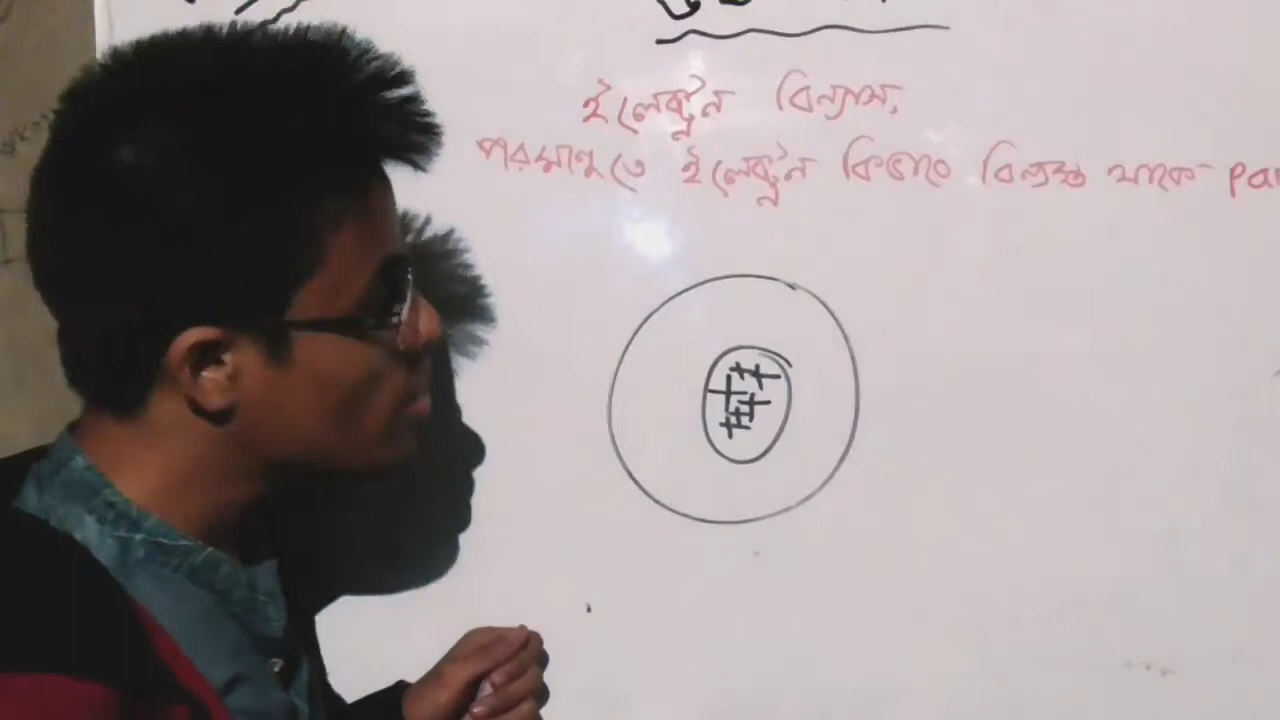 ইলেক্ট্রন বিন্যাস,
পরমাণুতে ইলেক্ট্রন কিভাবে বিন্যস্ত থাকে